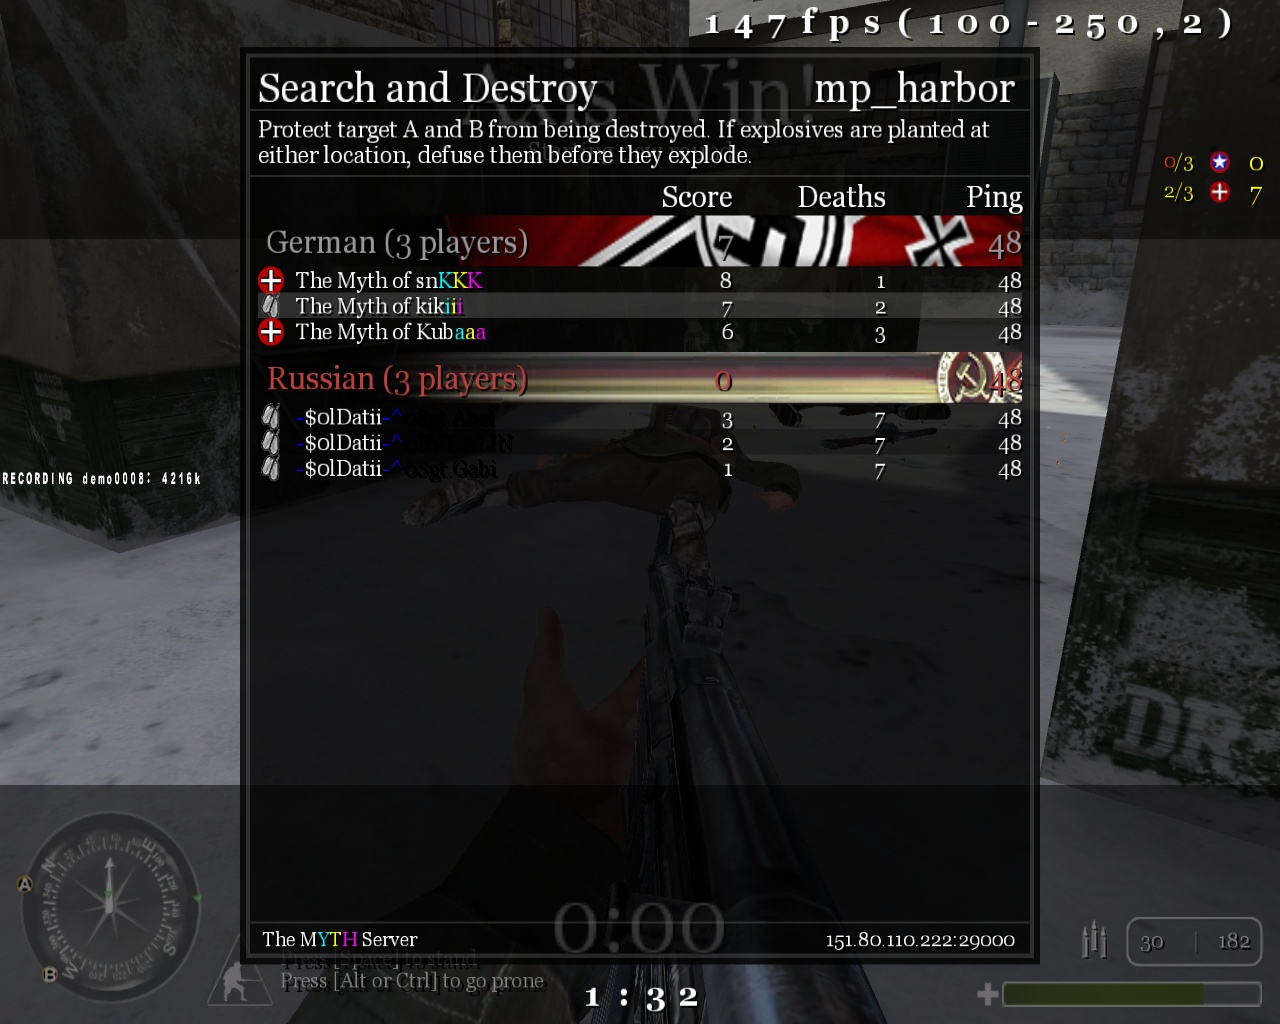 147fps(100-250,2)
Axis Win!
Search and Destroy mp_harbor
Protect target A and B from being destroyed. If explosives are planted at
either location, defuse them before they explode.
0/3 0
2/3 7
Score Deaths Ping
German (3 players) 7 48
The Myth of snKKK 8 1 48
The Myth of kikiii 7 2 48
The Myth of Kubaaa 6 3 48
Russian (3 players) 0 48
-$olDatii-^ 3 7 48
-$olDatii-^ 2 7 48
-$olDatii-^oSgt Gabi 1 7 48
RECORDING demo0008: 4216k
DR
0:00
The MYTH Server 151.80.110.222:29000
A
B
Press [Space] to stand
Press [Alt or Ctrl] to go prone
1:32
30 | 182